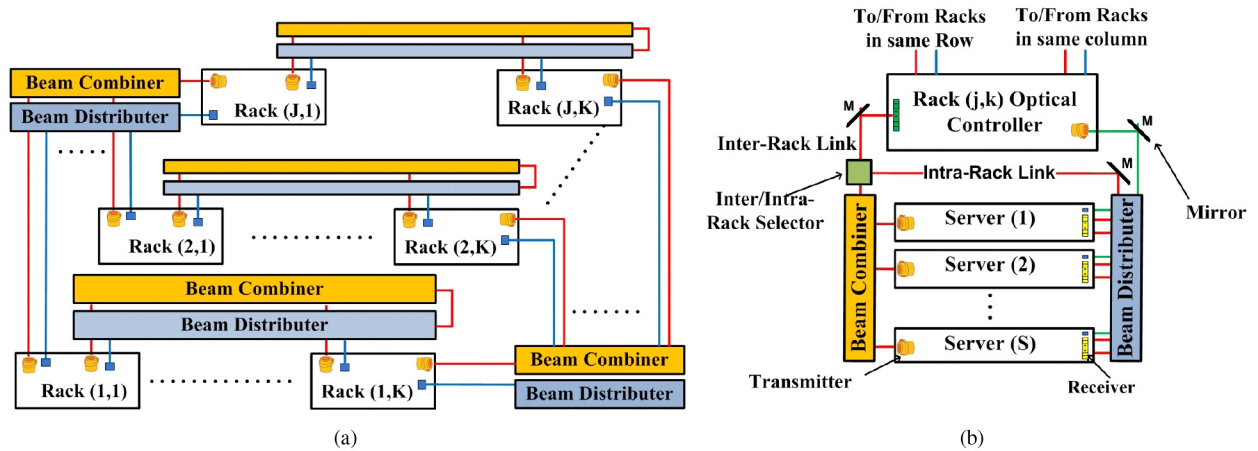 Beam Combiner
Beam Distributer
Rack (J,1)
Rack (J,K)
Rack (2,1)
Rack (2,K)
Beam Combiner
Beam Distributer
Rack (1,1)
Rack (1,K)
Beam Combiner
Beam Distributer
(a)
To/From Racks
in same Row
To/From Racks
in same column
M
Rack (j,k) Optical
Controller
M
Inter-Rack Link
Intra-Rack Link
M
Inter/Intra-
Rack Selector
Mirror
Beam Combiner
Server (1)
Server (2)
Server (S)
Beam Distributer
Transmitter
Receiver
(b)